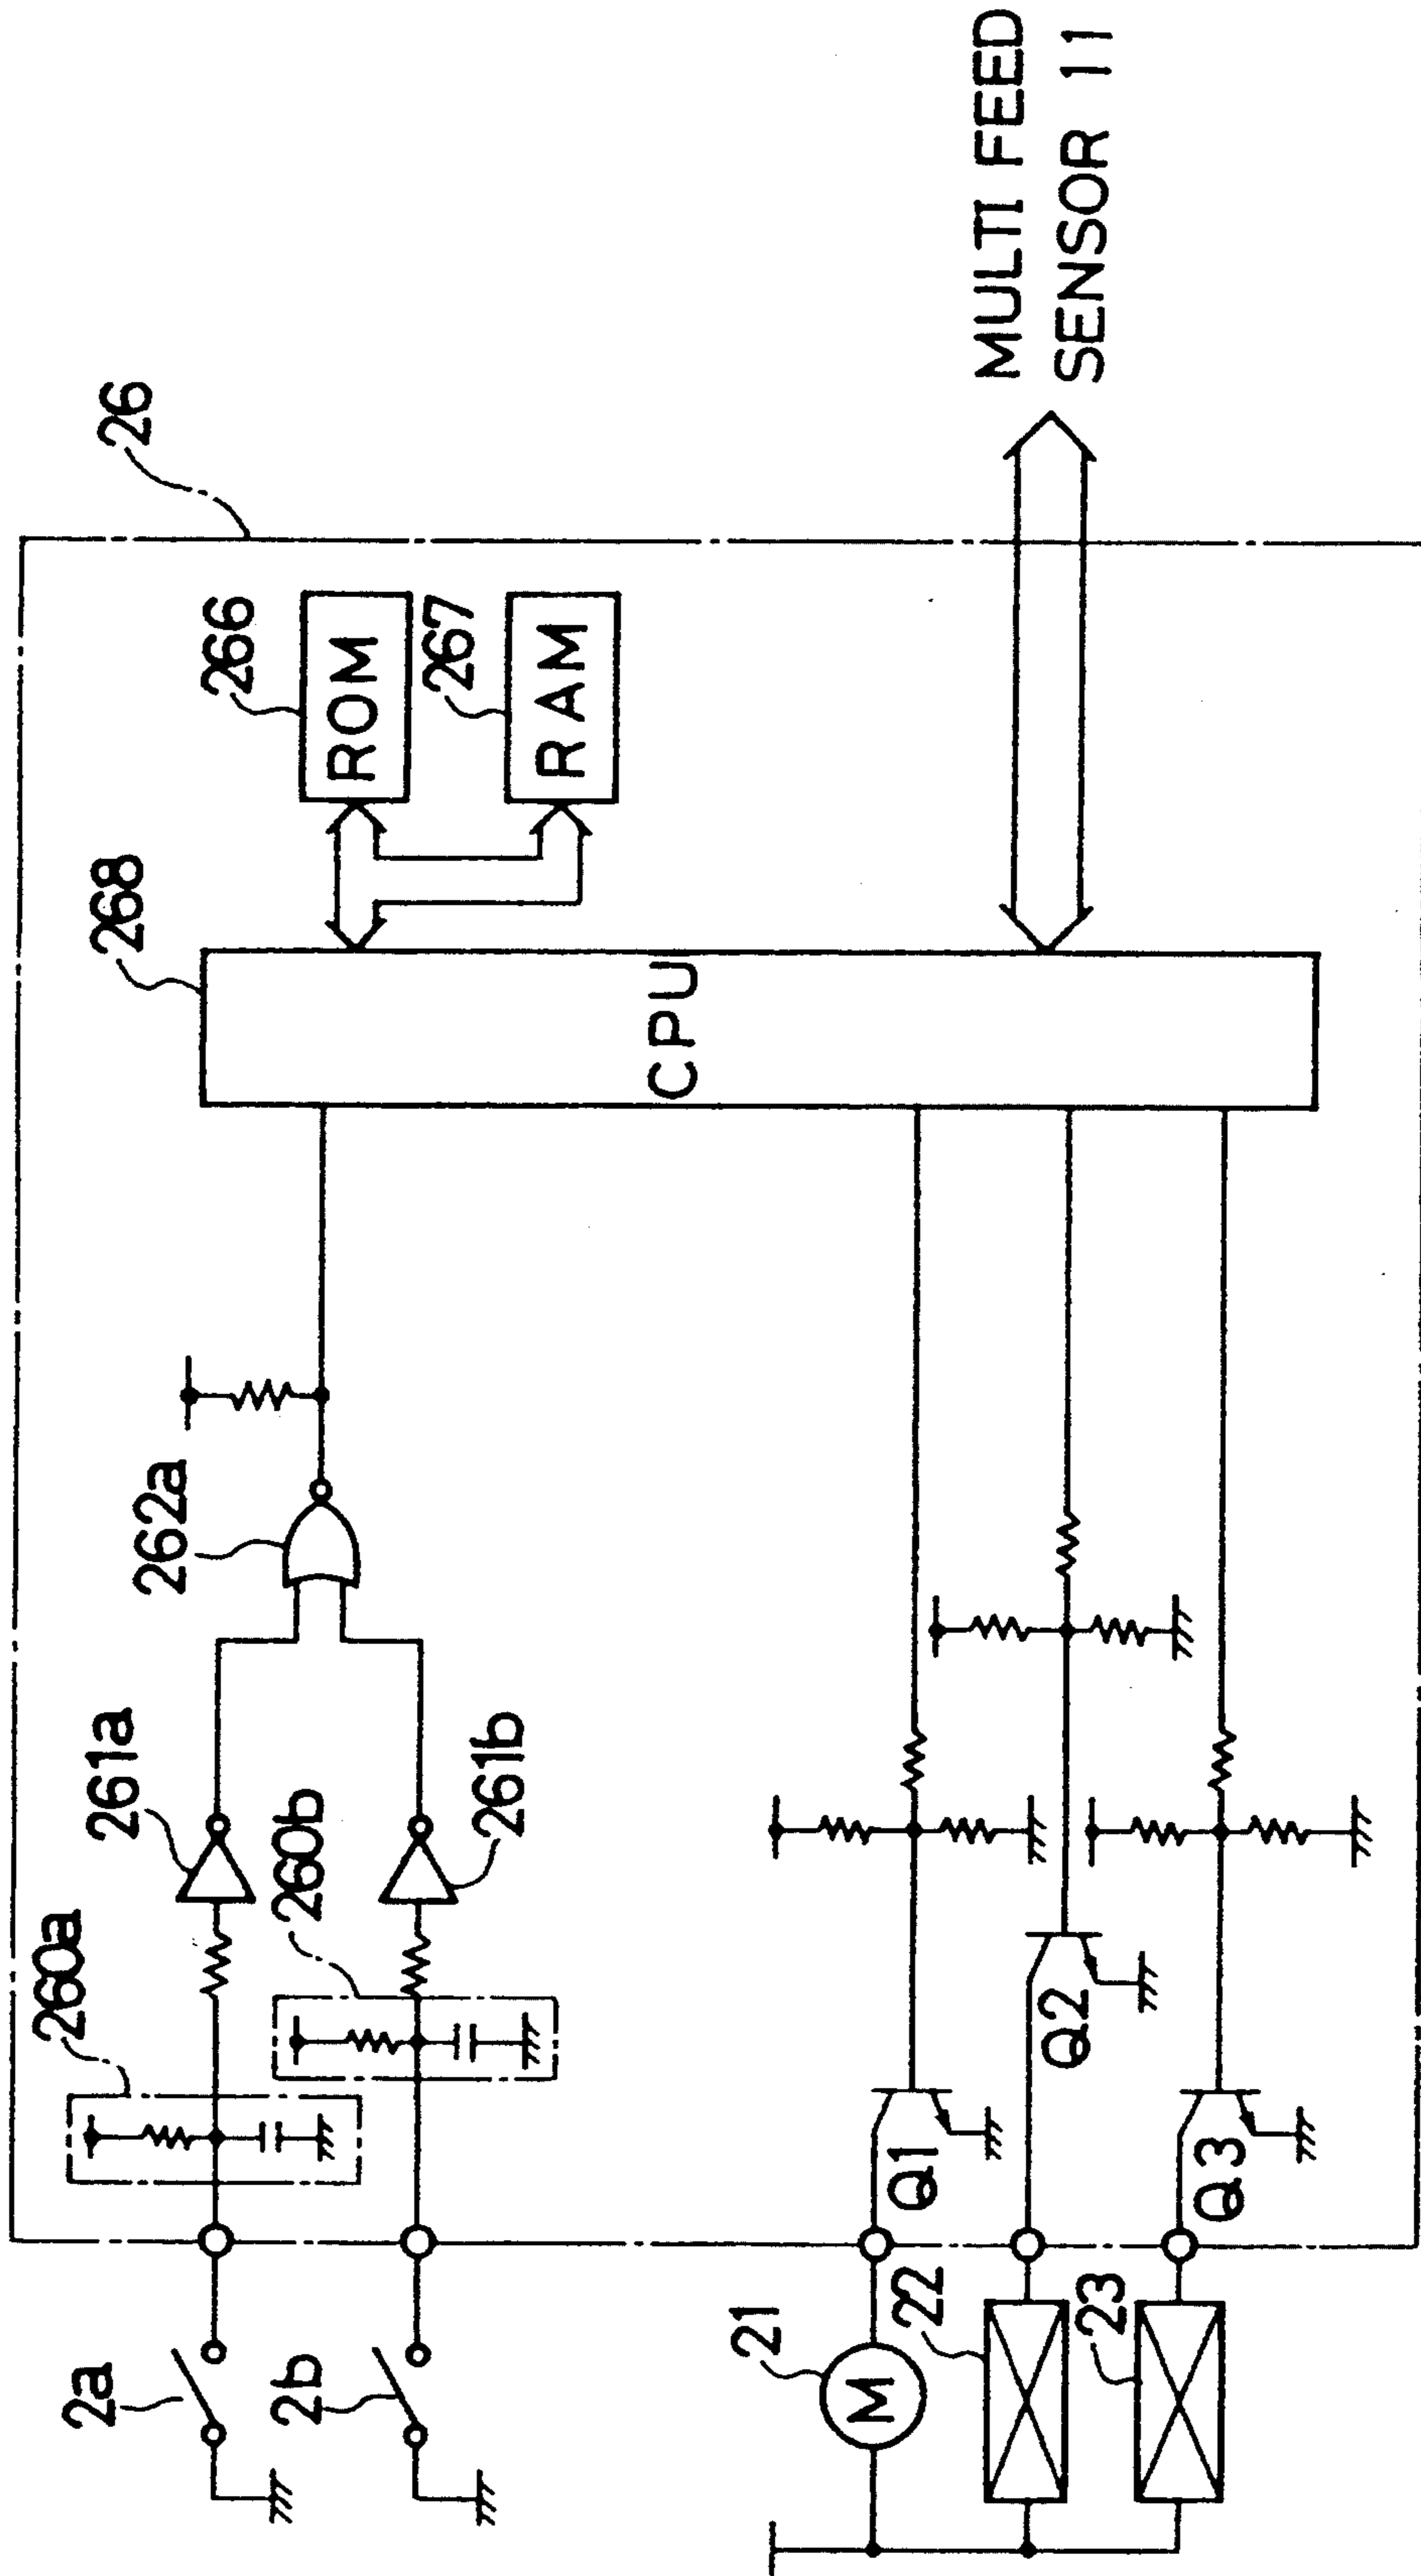 26
MULTI FEED
SENSOR 11
266
ROM
267
RAM
268
CPU
262a
261a
261b
260a
260b
2a
2b
Q1
Q2
Q3
21
M
22
23